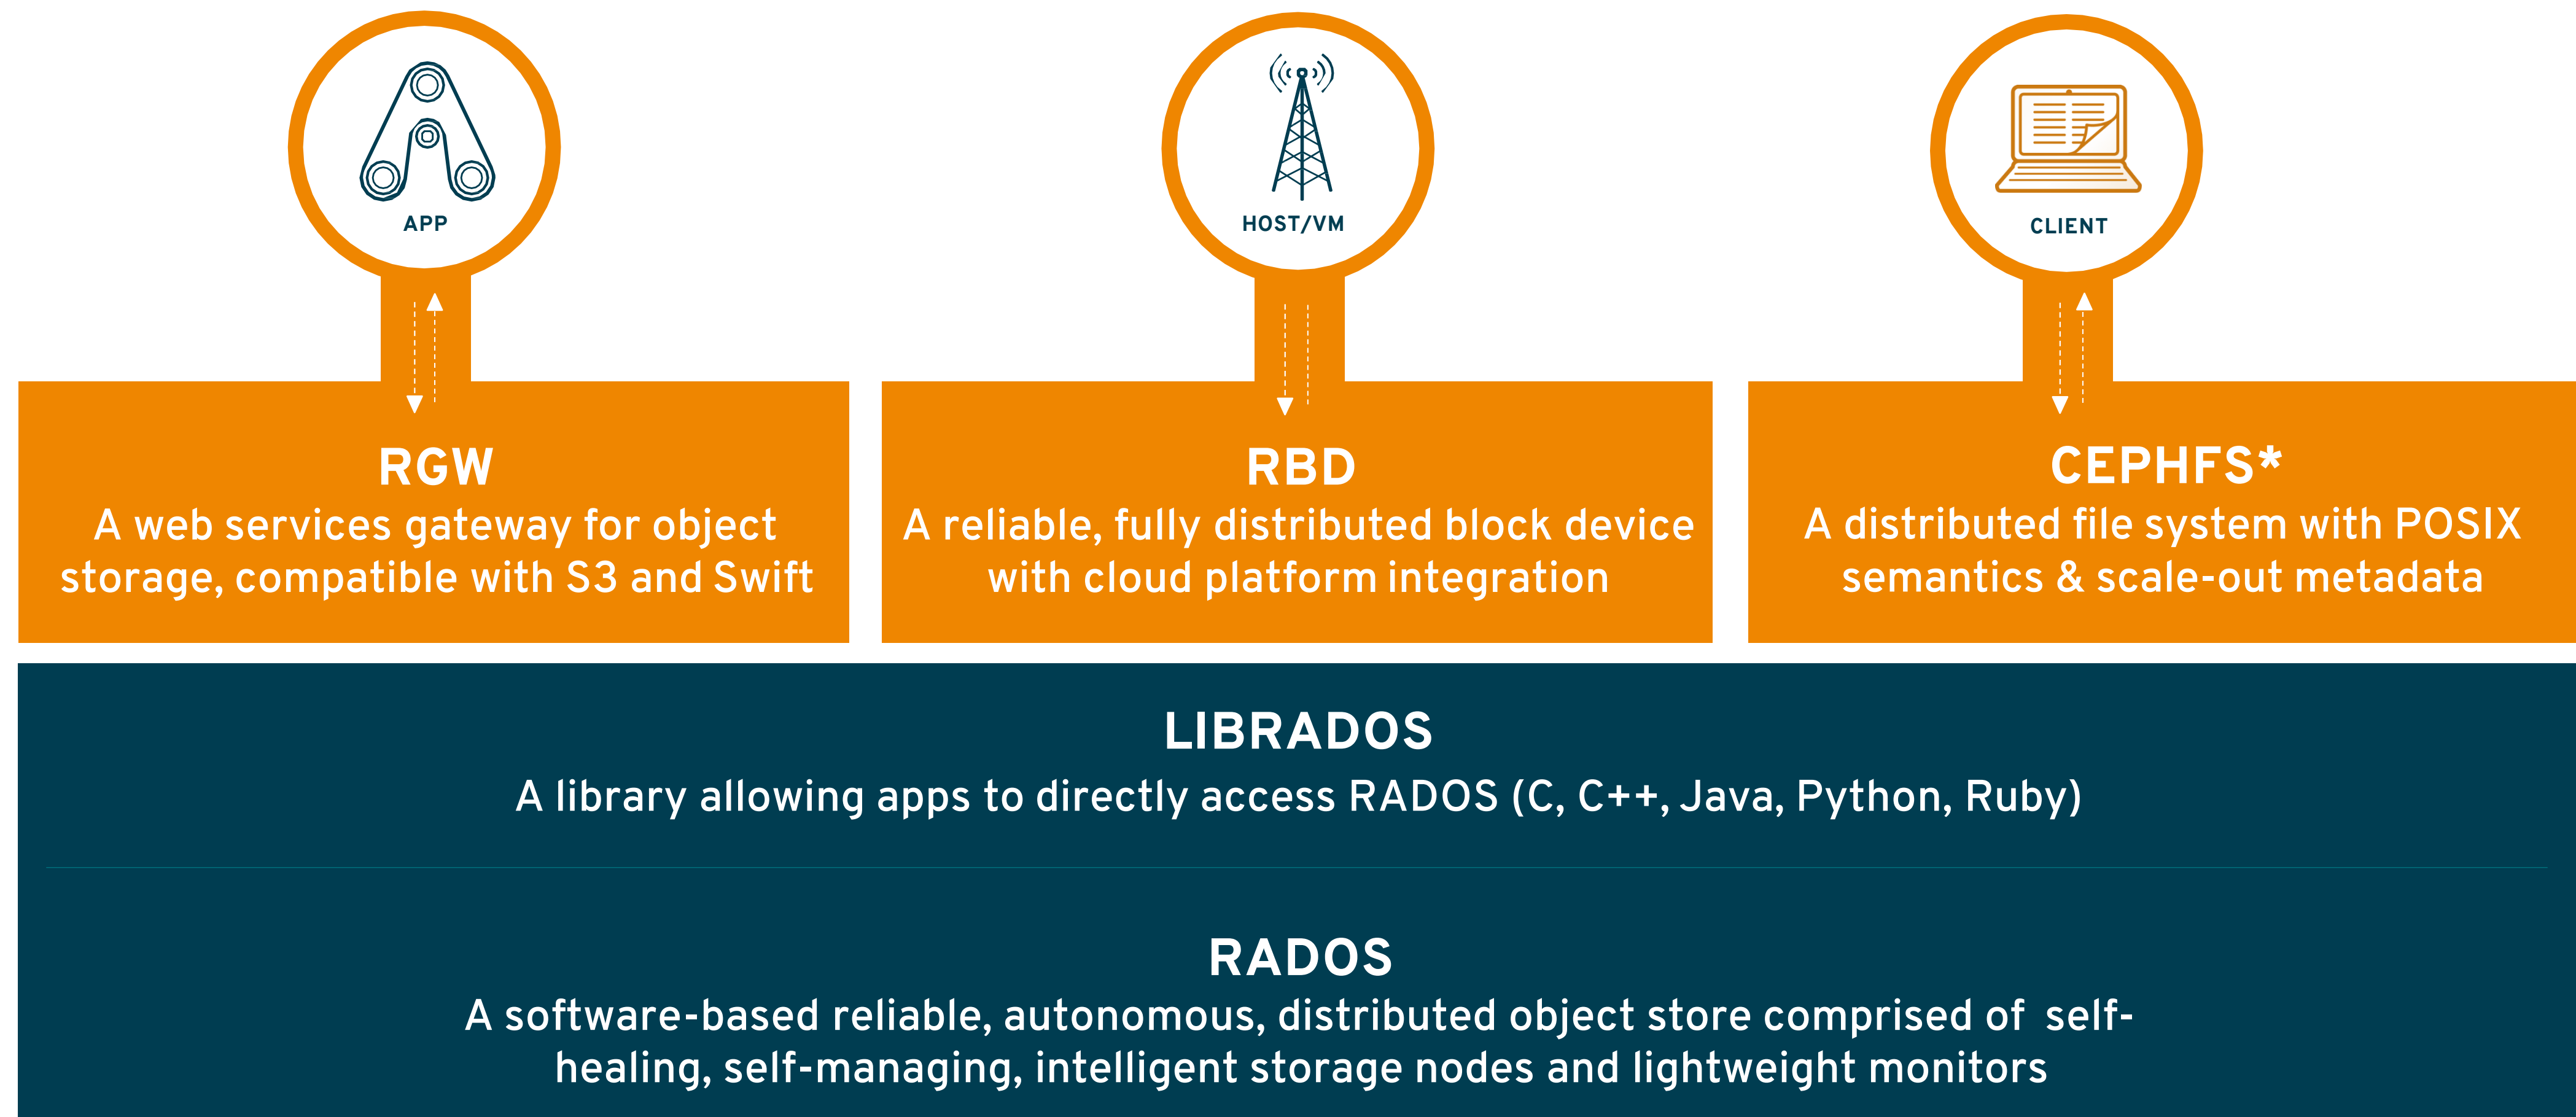 APP
HOST/VM
CLIENT
RGW
A web services gateway for object
storage, compatible with S3 and Swift
RBD
A reliable, fully distributed block device
with cloud platform integration
CEPHFS*
A distributed file system with POSIX
semantics & scale-out metadata
LIBRADOS
A library allowing apps to directly access RADOS (C, C++, Java, Python, Ruby)
RADOS
A software-based reliable, autonomous, distributed object store comprised of self-
healing, self-managing, intelligent storage nodes and lightweight monitors